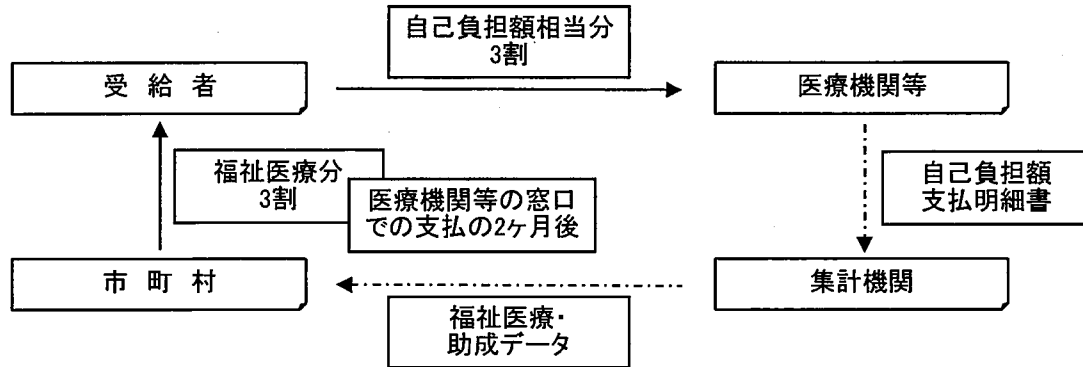 自己負担額相当分
3割
受給者
医療機関等
福祉医療分
3割
医療機関等の窓口
での支払の2ヶ月後
自己負担額
支払明細書
市町村
集計機関
福祉医療・
助成データ